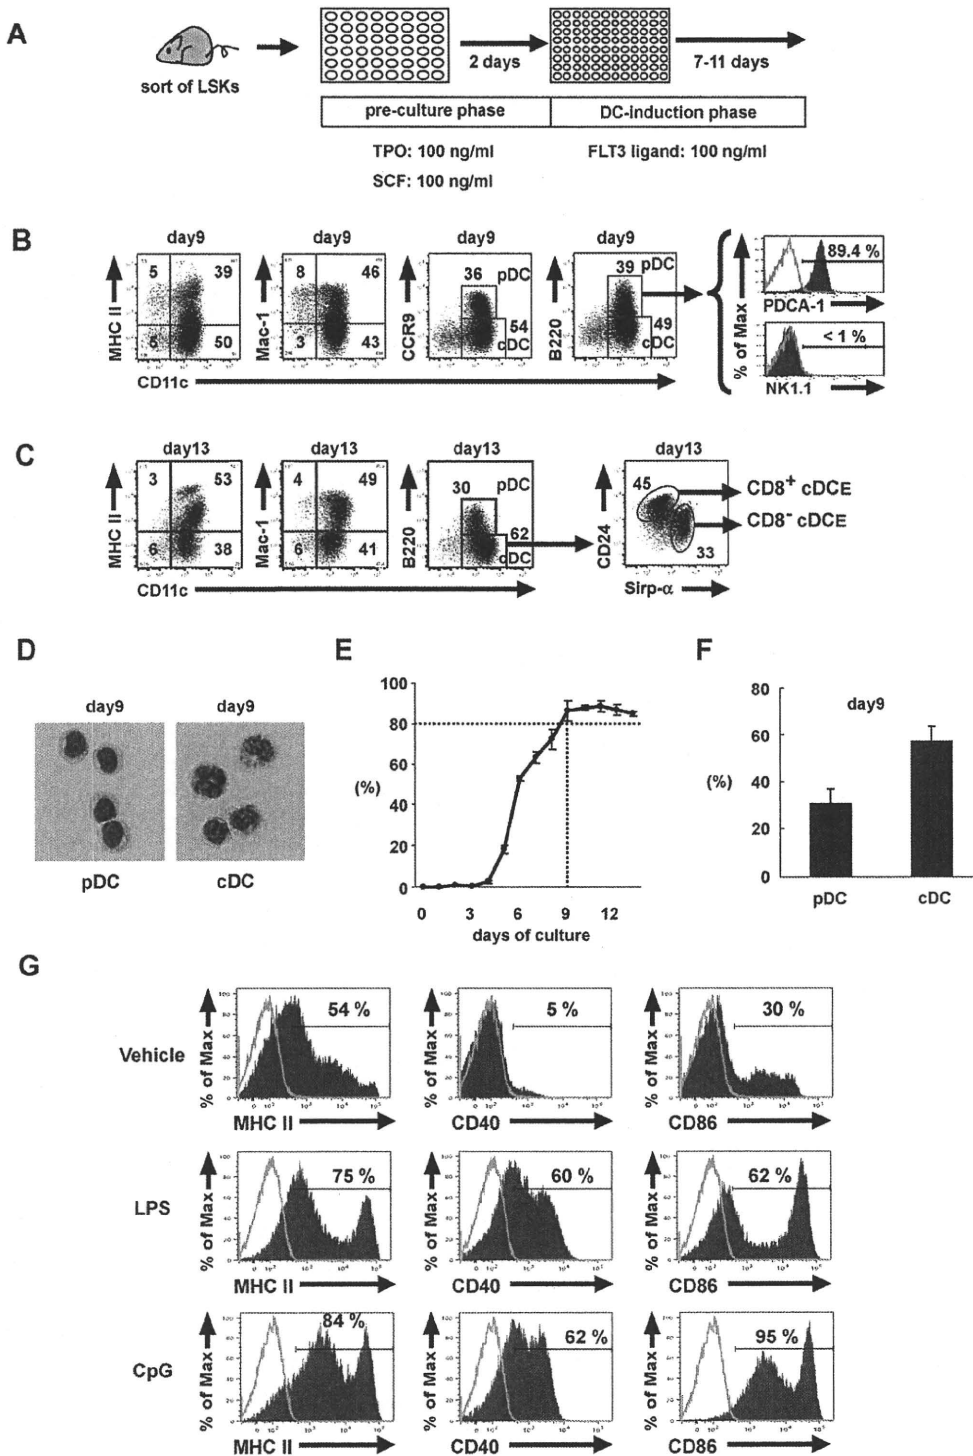 A
sort of LSKs
2 days
7-11 days
pre-culture phase
DC-induction phase
TPO: 100 ng/ml
SCF: 100 ng/ml
FLT3 ligand: 100 ng/ml
B
day9
day9
day9
day9
MHC II
5
39
50
Mac-1
8
46
3
43
CCR9
36
pDC
54
cDC
B220
39
pDC
49
cDC
CD11c
% of Max
89.4 %
PDCA-1
< 1 %
NK1.1
C
day13
day13
day13
day13
MHC II
3
53
6
38
Mac-1
4
49
6
41
B220
30
pDC
62
cDC
CD24
45
33
CD8+ cDCE
CD8- cDCE
CD11c
Sirp-α
D
day9
day9
pDC
cDC
E
100
80
60
40
20
0
(%)
0
3
6
9
12
days of culture
F
80
60
40
20
0
(%)
day9
pDC
cDC
G
Vehicle
% of Max
54 %
MHC II
% of Max
5 %
CD40
% of Max
30 %
CD86
LPS
% of Max
75 %
MHC II
% of Max
60 %
CD40
% of Max
62 %
CD86
CpG
% of Max
84 %
MHC II
% of Max
62 %
CD40
% of Max
95 %
CD86